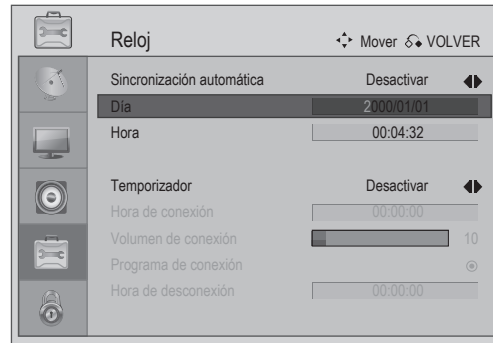 Reloj Mover VOLVER
Sincronización automática Desactivar
Día 2000/01/01
Hora 00:04:32
Temporizador Desactivar
Hora de conexión 00:00:00
Volumen de conexión 10
Programa de conexión
Hora de desconexión 00:00:00